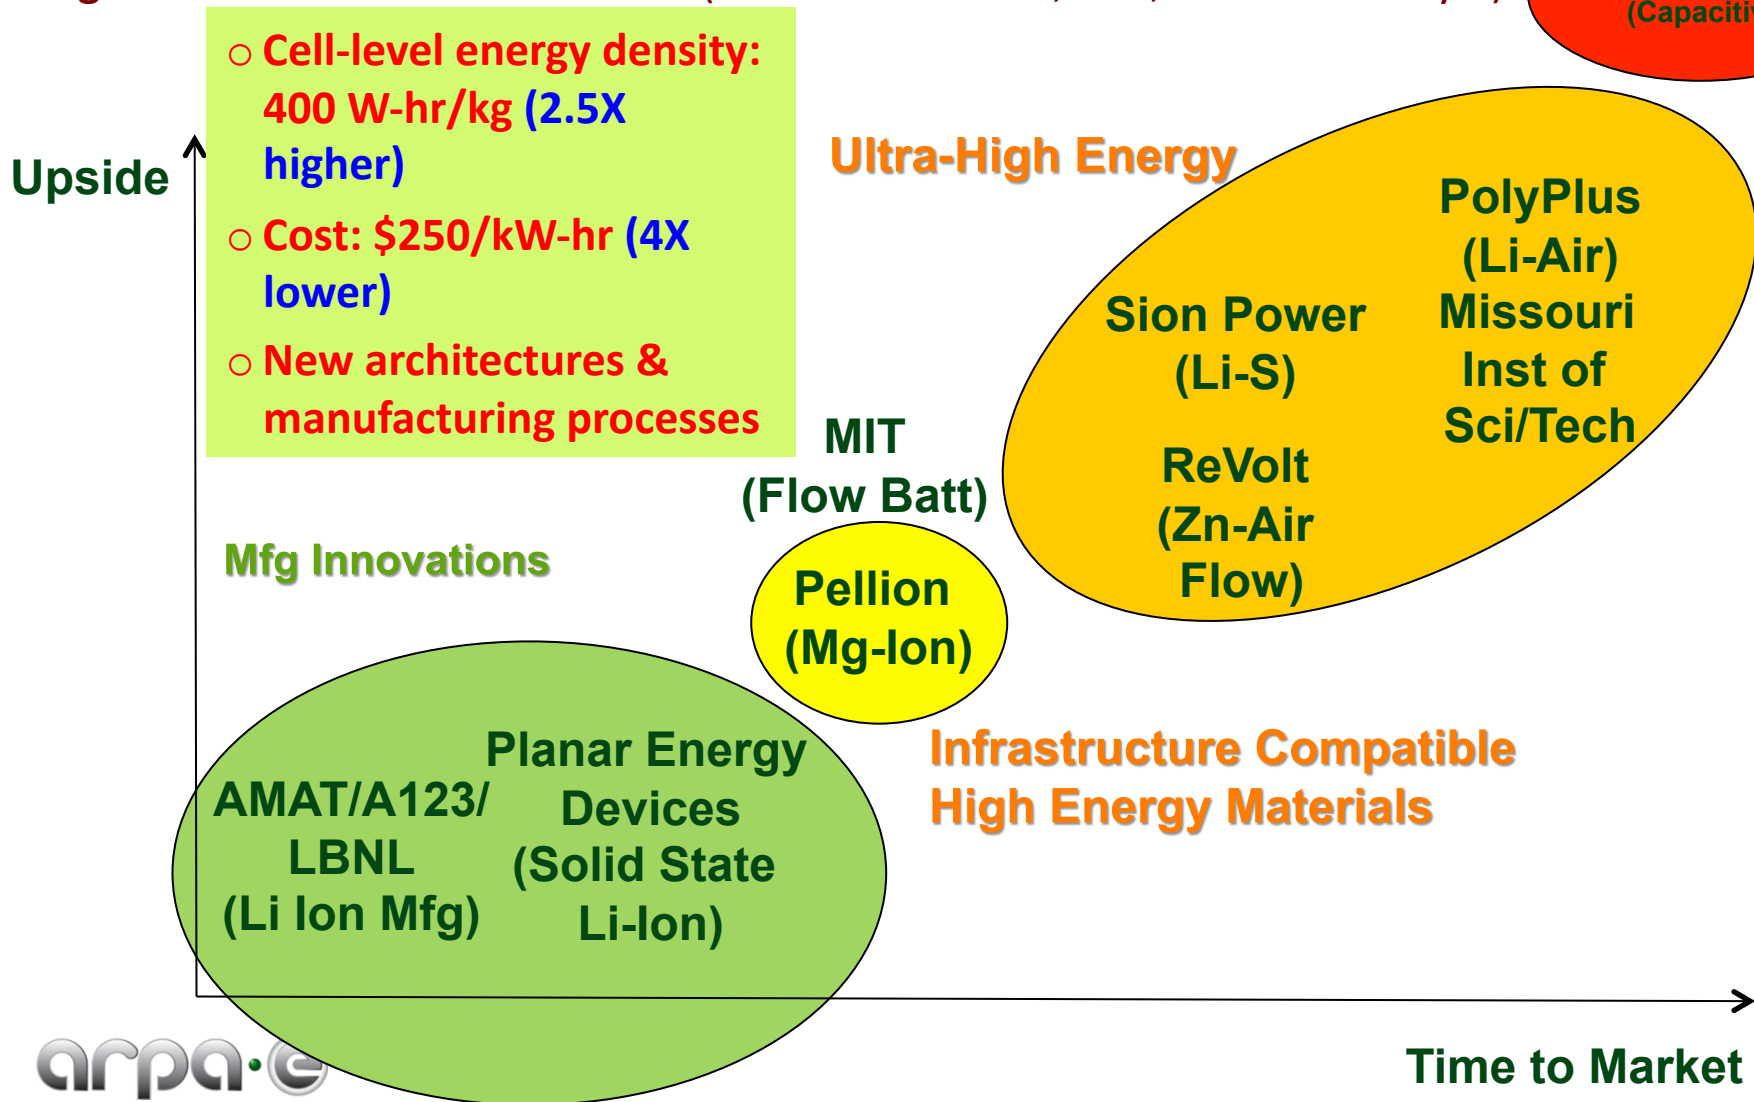 (Capacitiv
○ Cell-level energy density:
400 W-hr/kg (2.5X
higher)
○ Cost: $250/kW-hr (4X
lower)
○ New architectures &
manufacturing processes
Upside
Ultra-High Energy
PolyPlus
(Li-Air)
Missouri
Inst of
Sci/Tech
Sion Power
(Li-S)
ReVolt
(Zn-Air
Flow)
MIT
(Flow Batt)
Mfg Innovations
Pellion
(Mg-Ion)
Infrastructure Compatible
High Energy Materials
Planar Energy
Devices
(Solid State
Li-Ion)
AMAT/A123/
LBNL
(Li Ion Mfg)
arpa·e
Time to Market